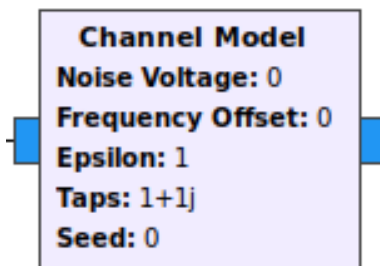 Channel Model
Noise Voltage: 0
Frequency Offset: 0
Epsilon: 1
Taps: 1+1j
Seed: 0